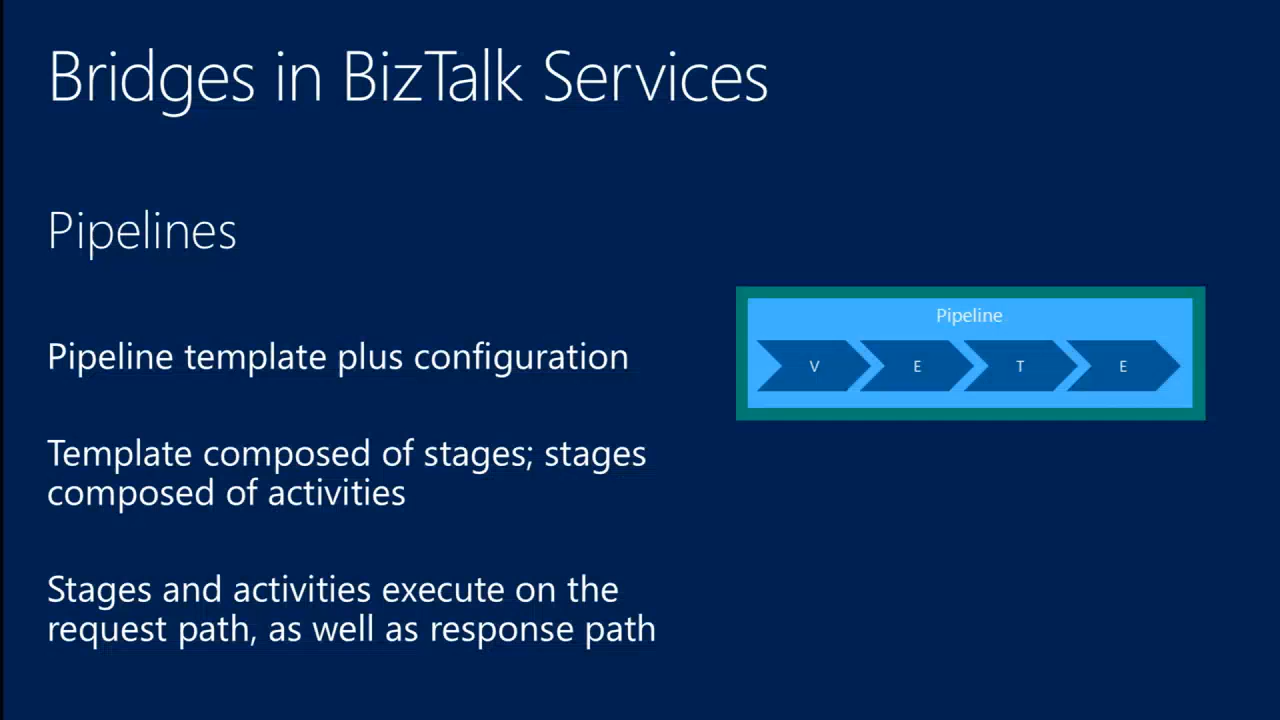 Bridges in BizTalk Services
Pipelines
Pipeline template plus configuration
Template composed of stages; stages
composed of activities
Stages and activities execute on the
request path, as well as response path
Pipeline
V E T E